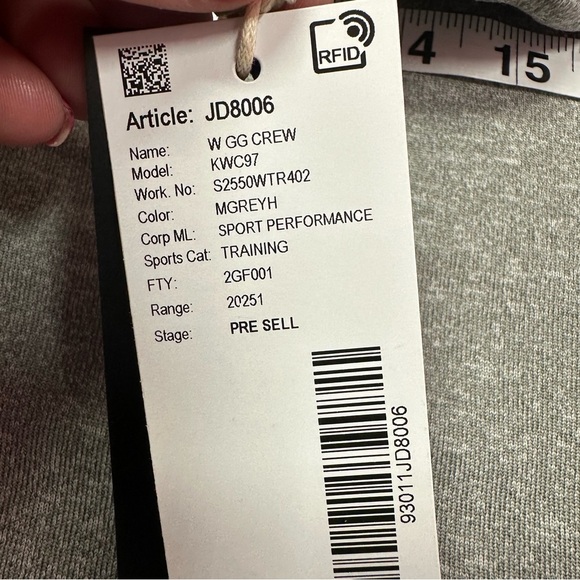 RFID
4
15
Article: JD8006
Name: W GG CREW
Model: KWC97
Work. No: S2550WTR402
Color: MGREYH
Corp ML: SPORT PERFORMANCE
Sports Cat: TRAINING
FTY: 2GF001
Range: 20251
Stage: PRE SELL
93011JD8006